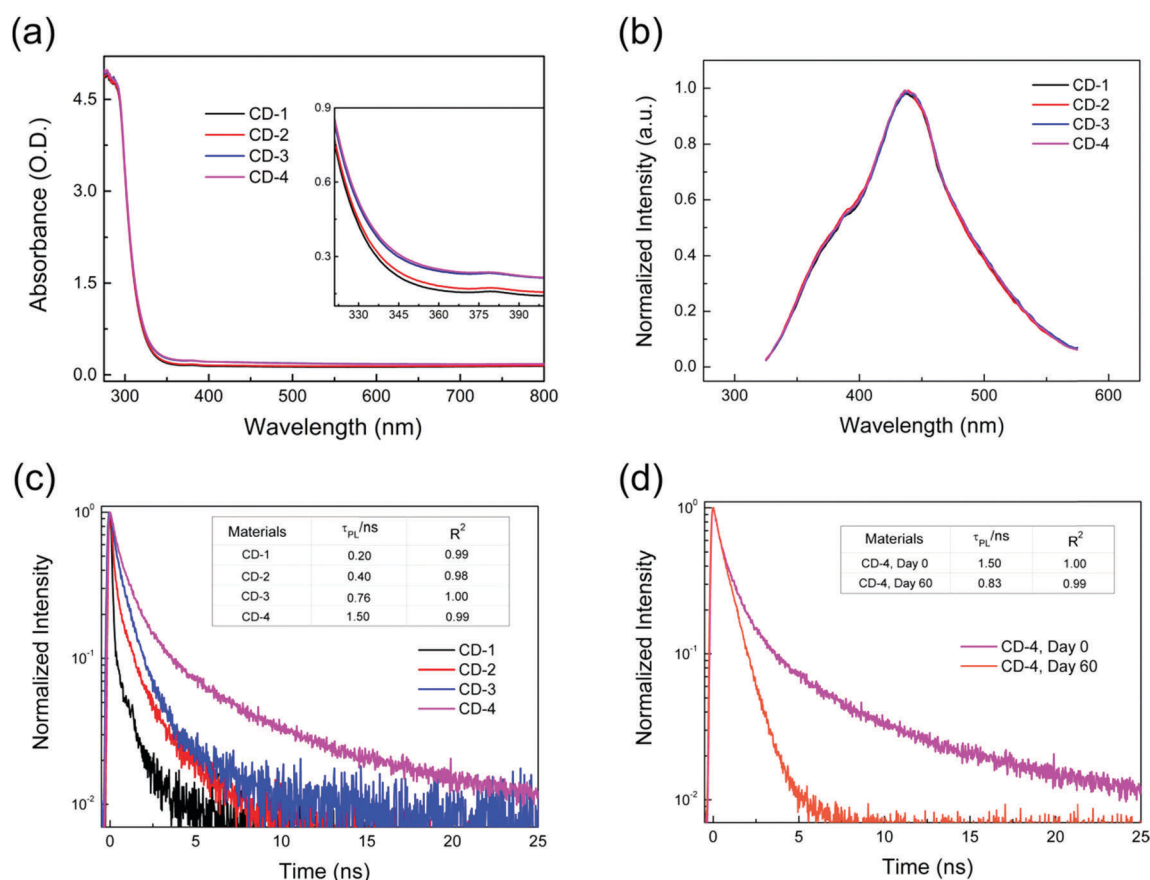 (a)
Absorbance (O.D.)
4.5
3.0
1.5
0.0
300 400 500 600 700 800
Wavelength (nm)
CD-1
CD-2
CD-3
CD-4
0.9
0.6
0.3
330 345 360 375 390
(b)
Normalized Intensity (a.u.)
1.0
0.8
0.6
0.4
0.2
0.0
300 400 500 600
Wavelength (nm)
CD-1
CD-2
CD-3
CD-4
(c)
Normalized Intensity
10^0
10^-1
10^-2
0 5 10 15 20 25
Time (ns)
Materials τPL/ns R^2
CD-1 0.20 0.99
CD-2 0.40 0.98
CD-3 0.76 1.00
CD-4 1.50 0.99
CD-1
CD-2
CD-3
CD-4
(d)
Normalized Intensity
10^0
10^-1
10^-2
0 5 10 15 20 25
Time (ns)
Materials τPL/ns R^2
CD-4, Day 0 1.50 1.00
CD-4, Day 60 0.83 0.99
CD-4, Day 0
CD-4, Day 60